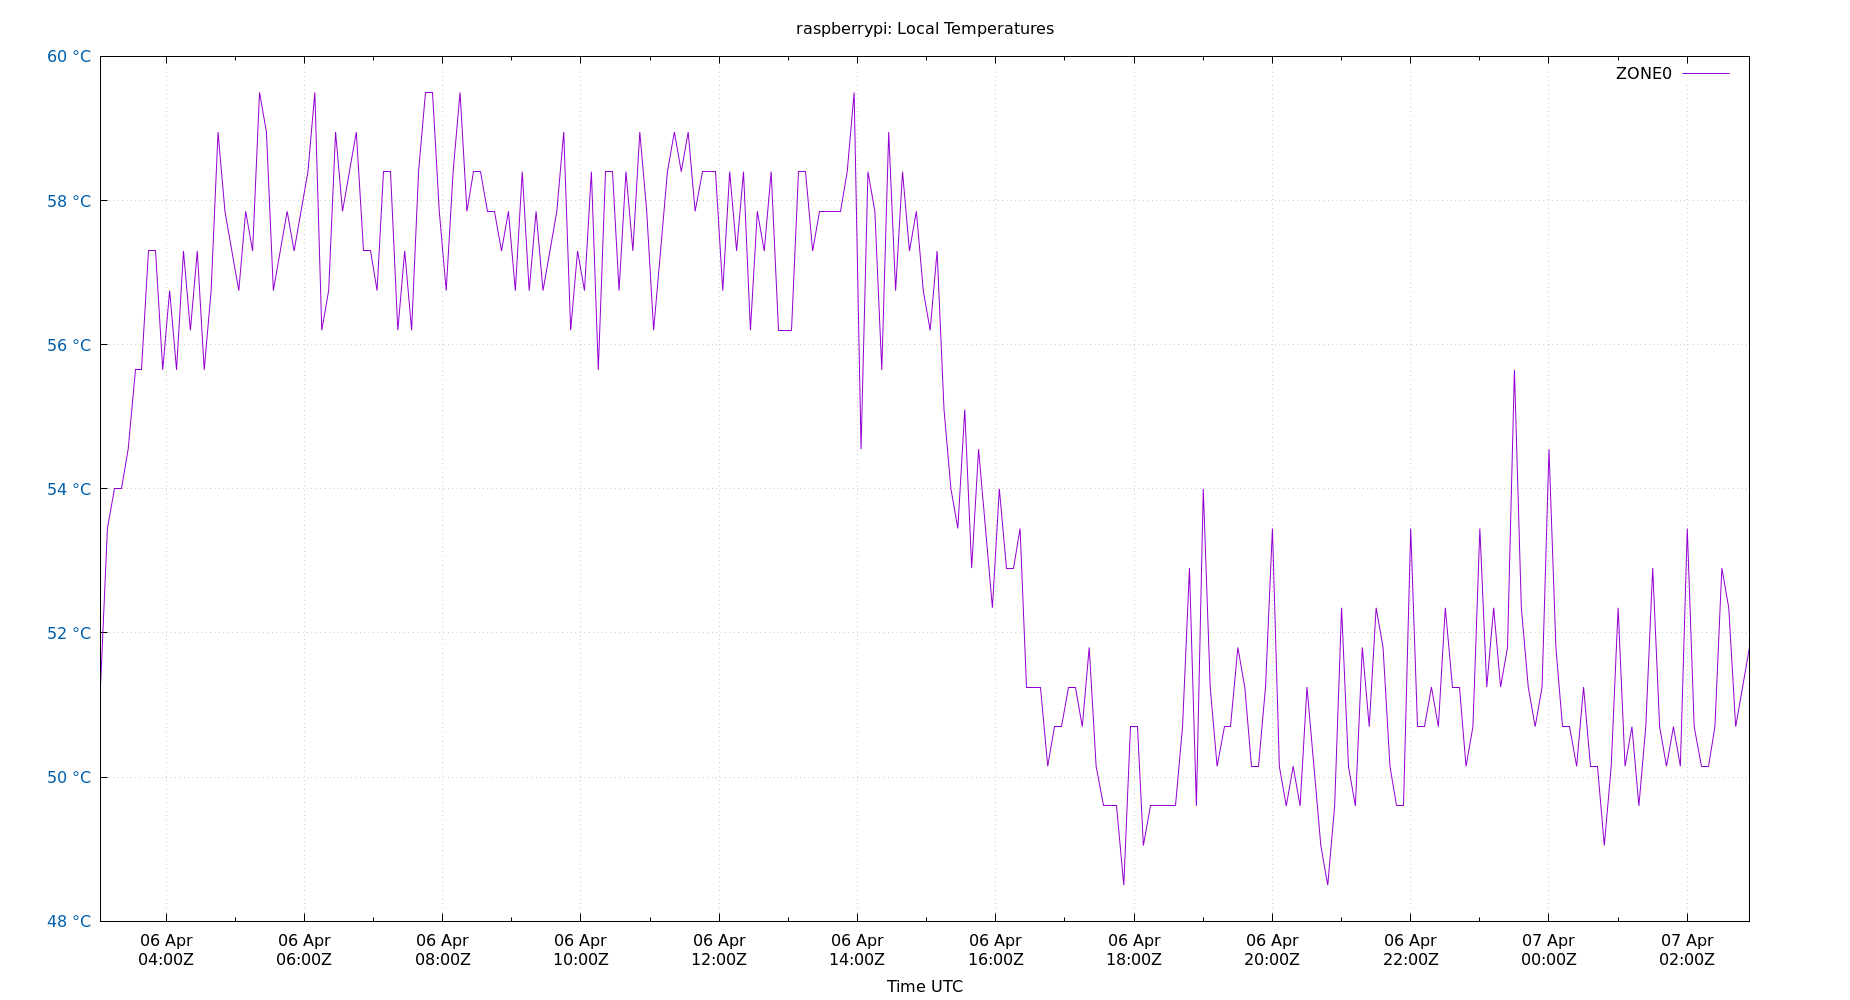 raspberrypi: Local Temperatures
60 °C
ZONE0
58 °C
56 °C
54 °C
52 °C
50 °C
48 °C
06 Apr 06 Apr 06 Apr 06 Apr 06 Apr 06 Apr 06 Apr 06 Apr 06 Apr 06 Apr 07 Apr 07 Apr
04:00Z 06:00Z 08:00Z 10:00Z 12:00Z 14:00Z 16:00Z 18:00Z 20:00Z 22:00Z 00:00Z 02:00Z
Time UTC